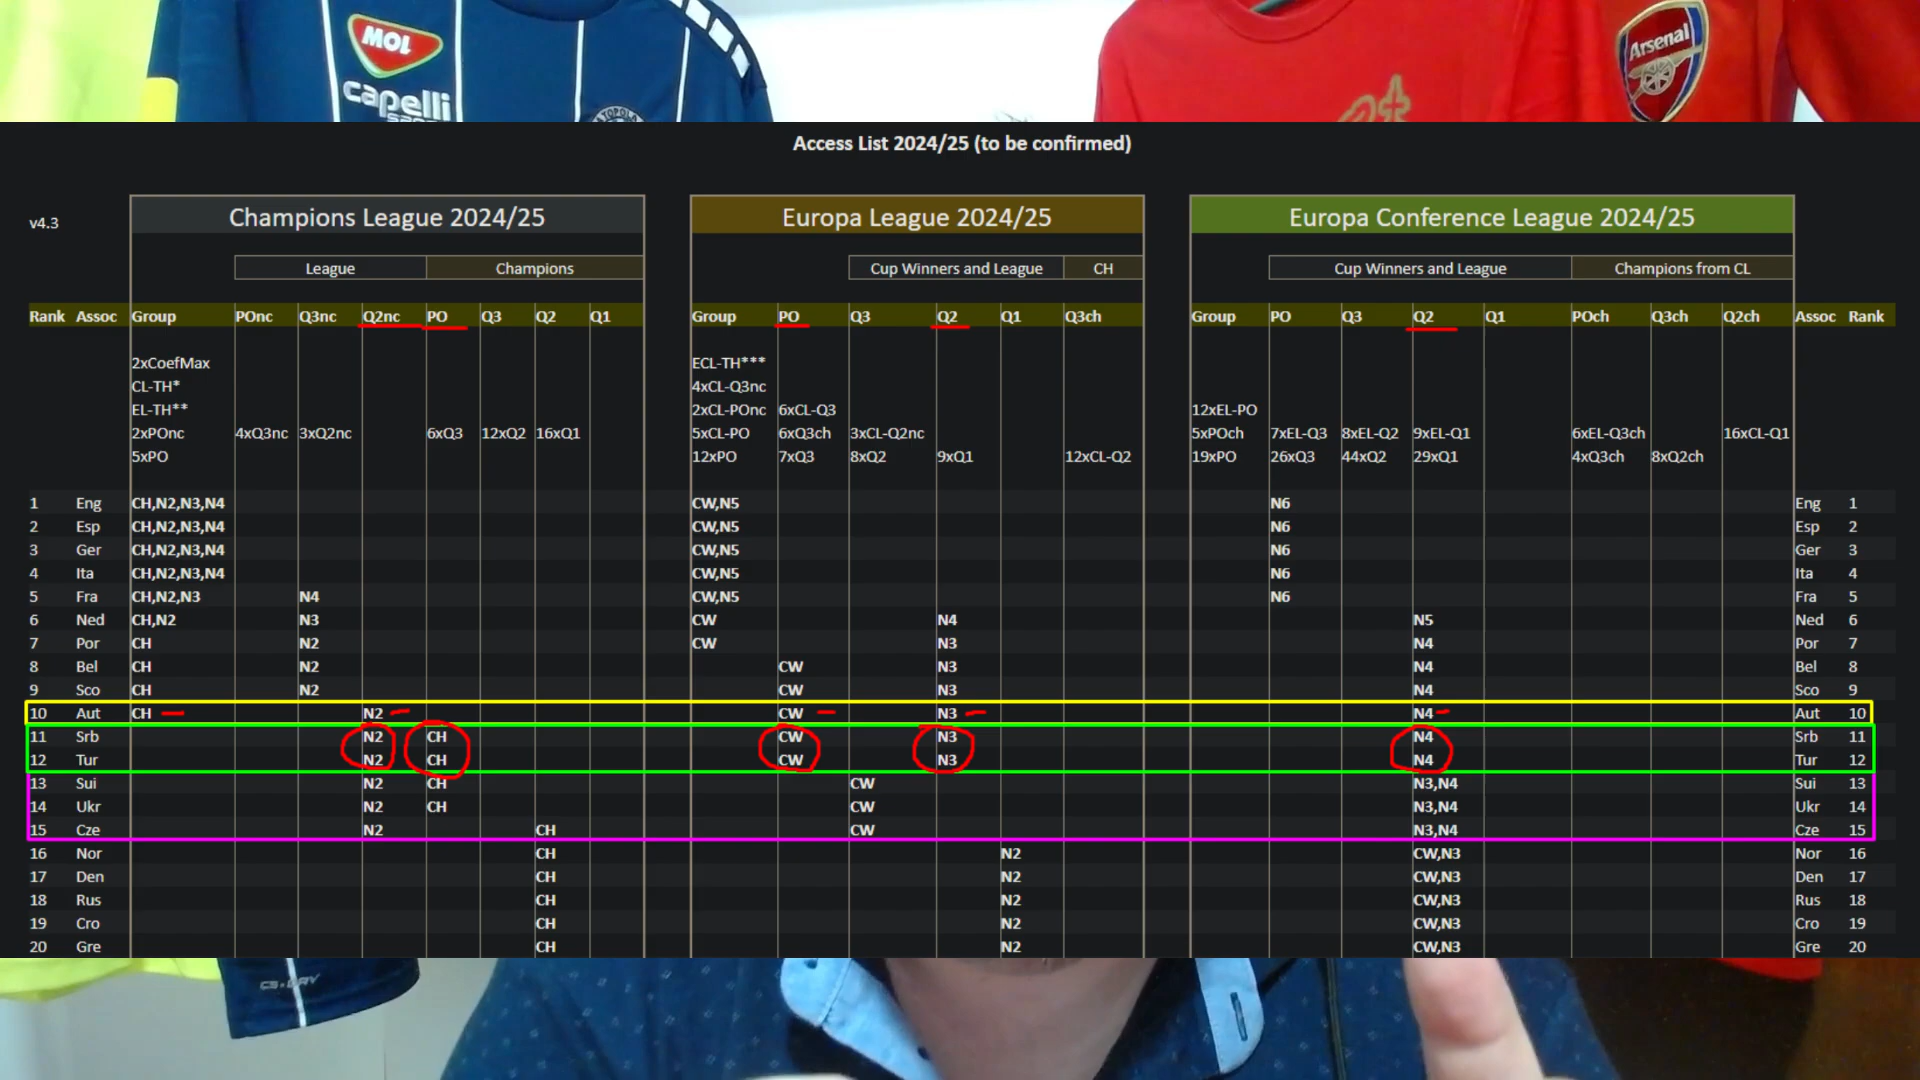 MOL
capelli
TOPOLA
Arsenal
Access List 2024/25 (to be confirmed)
v4.3 Champions League 2024/25 Europa League 2024/25 Europa Conference League 2024/25
League Champions Cup Winners and League CH Cup Winners and League Champions from CL
Rank Assoc Group POnc Q3nc Q2nc PO Q3 Q2 Q1 Group PO Q3 Q2 Q1 Q3ch Group PO Q3 Q2 Q1 POch Q3ch Q2ch Assoc Rank
2xCoefMax ECL-TH***
CL-TH* 4xCL-Q3nc
EL-TH** 2xCL-POnc 6xCL-Q3 12xEL-PO
2xPOnc 4xQ3nc 3xQ2nc 6xQ3 12xQ2 16xQ1 5xCL-PO 6xQ3ch 3xCL-Q2nc 5xPOch 7xEL-Q3 8xEL-Q2 9xEL-Q1 6xEL-Q3ch 16xCL-Q1
5xPO 12xPO 7xQ3 8xQ2 9xQ1 12xCL-Q2 19xPO 26xQ3 44xQ2 29xQ1 4xQ3ch 8xQ2ch
1 Eng CH,N2,N3,N4 CW,N5 N6 Eng 1
2 Esp CH,N2,N3,N4 CW,N5 N6 Esp 2
3 Ger CH,N2,N3,N4 CW,N5 N6 Ger 3
4 Ita CH,N2,N3,N4 CW,N5 N6 Ita 4
5 Fra CH,N2,N3 N4 CW,N5 N6 Fra 5
6 Ned CH,N2 N3 CW N4 N5 Ned 6
7 Por CH N2 CW N3 N4 Por 7
8 Bel CH N2 CW N3 N4 Bel 8
9 Sco CH N2 CW N3 N4 Sco 9
10 Aut CH N2 CW N3 N4 Aut 10
11 Srb N2 CH CW N3 N4 Srb 11
12 Tur N2 CH CW N3 N4 Tur 12
13 Sui N2 CH CW N3,N4 Sui 13
14 Ukr N2 CH CW N3,N4 Ukr 14
15 Cze N2 CH CW N3,N4 Cze 15
16 Nor CH N2 CW,N3 Nor 16
17 Den CH N2 CW,N3 Den 17
18 Rus CH N2 CW,N3 Rus 18
19 Cro CH N2 CW,N3 Cro 19
20 Gre CH N2 CW,N3 Gre 20